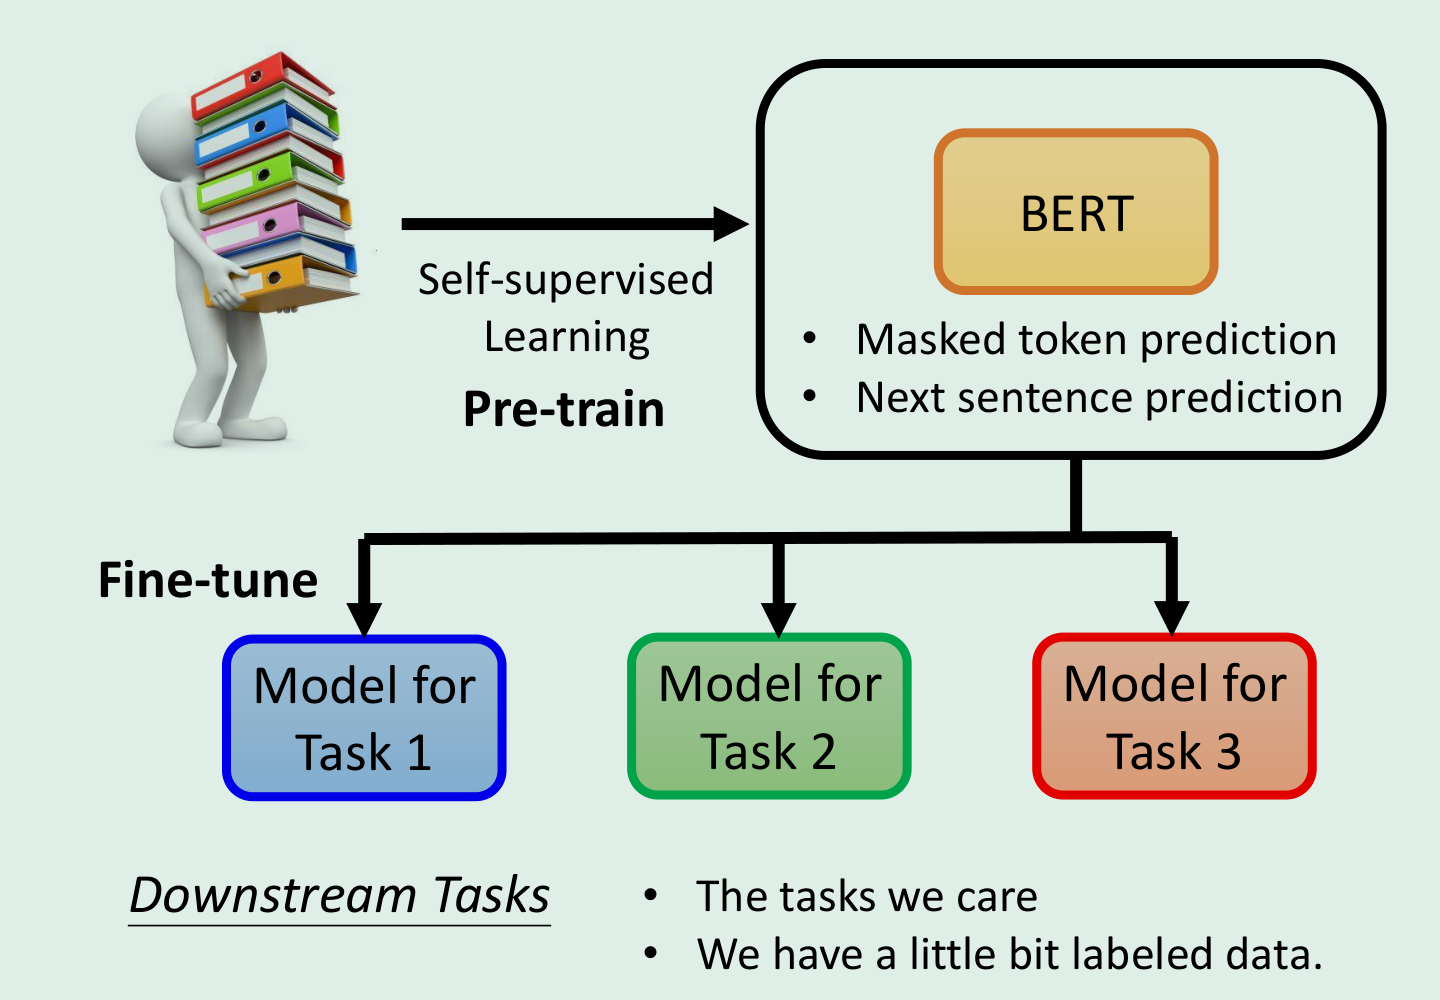 BERT
Self-supervised
Learning
Pre-train
• Masked token prediction
• Next sentence prediction
Fine-tune
Model for
Task 1
Model for
Task 2
Model for
Task 3
Downstream Tasks
• The tasks we care
• We have a little bit labeled data.